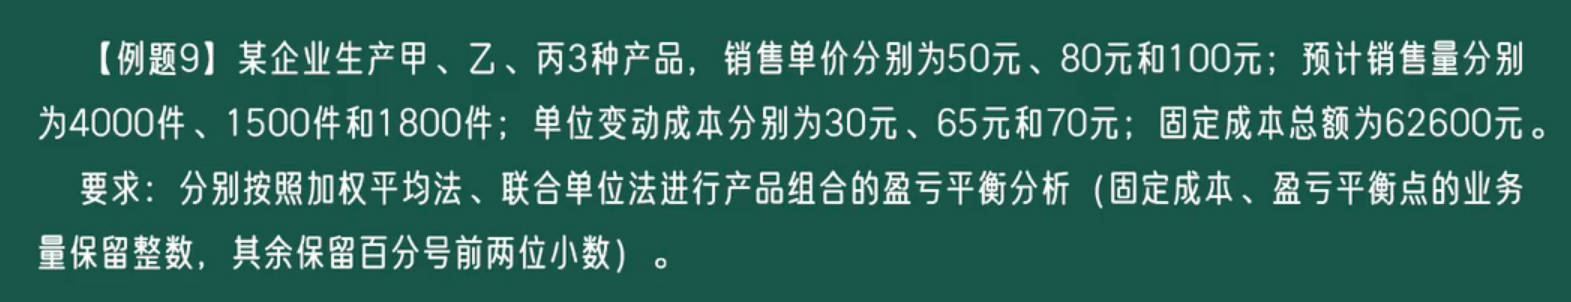 【例题9】某企业生产甲、乙、丙3种产品，销售单价分别为50元、80元和100元；预计销售量分别
为4000件、1500件和1800件；单位变动成本分别为30元、65元和70元；固定成本总额为62600元。
要求：分别按照加权平均法、联合单位法进行产品组合的盈亏平衡分析（固定成本、盈亏平衡点的业务
量保留整数，其余保留百分号前两位小数）。